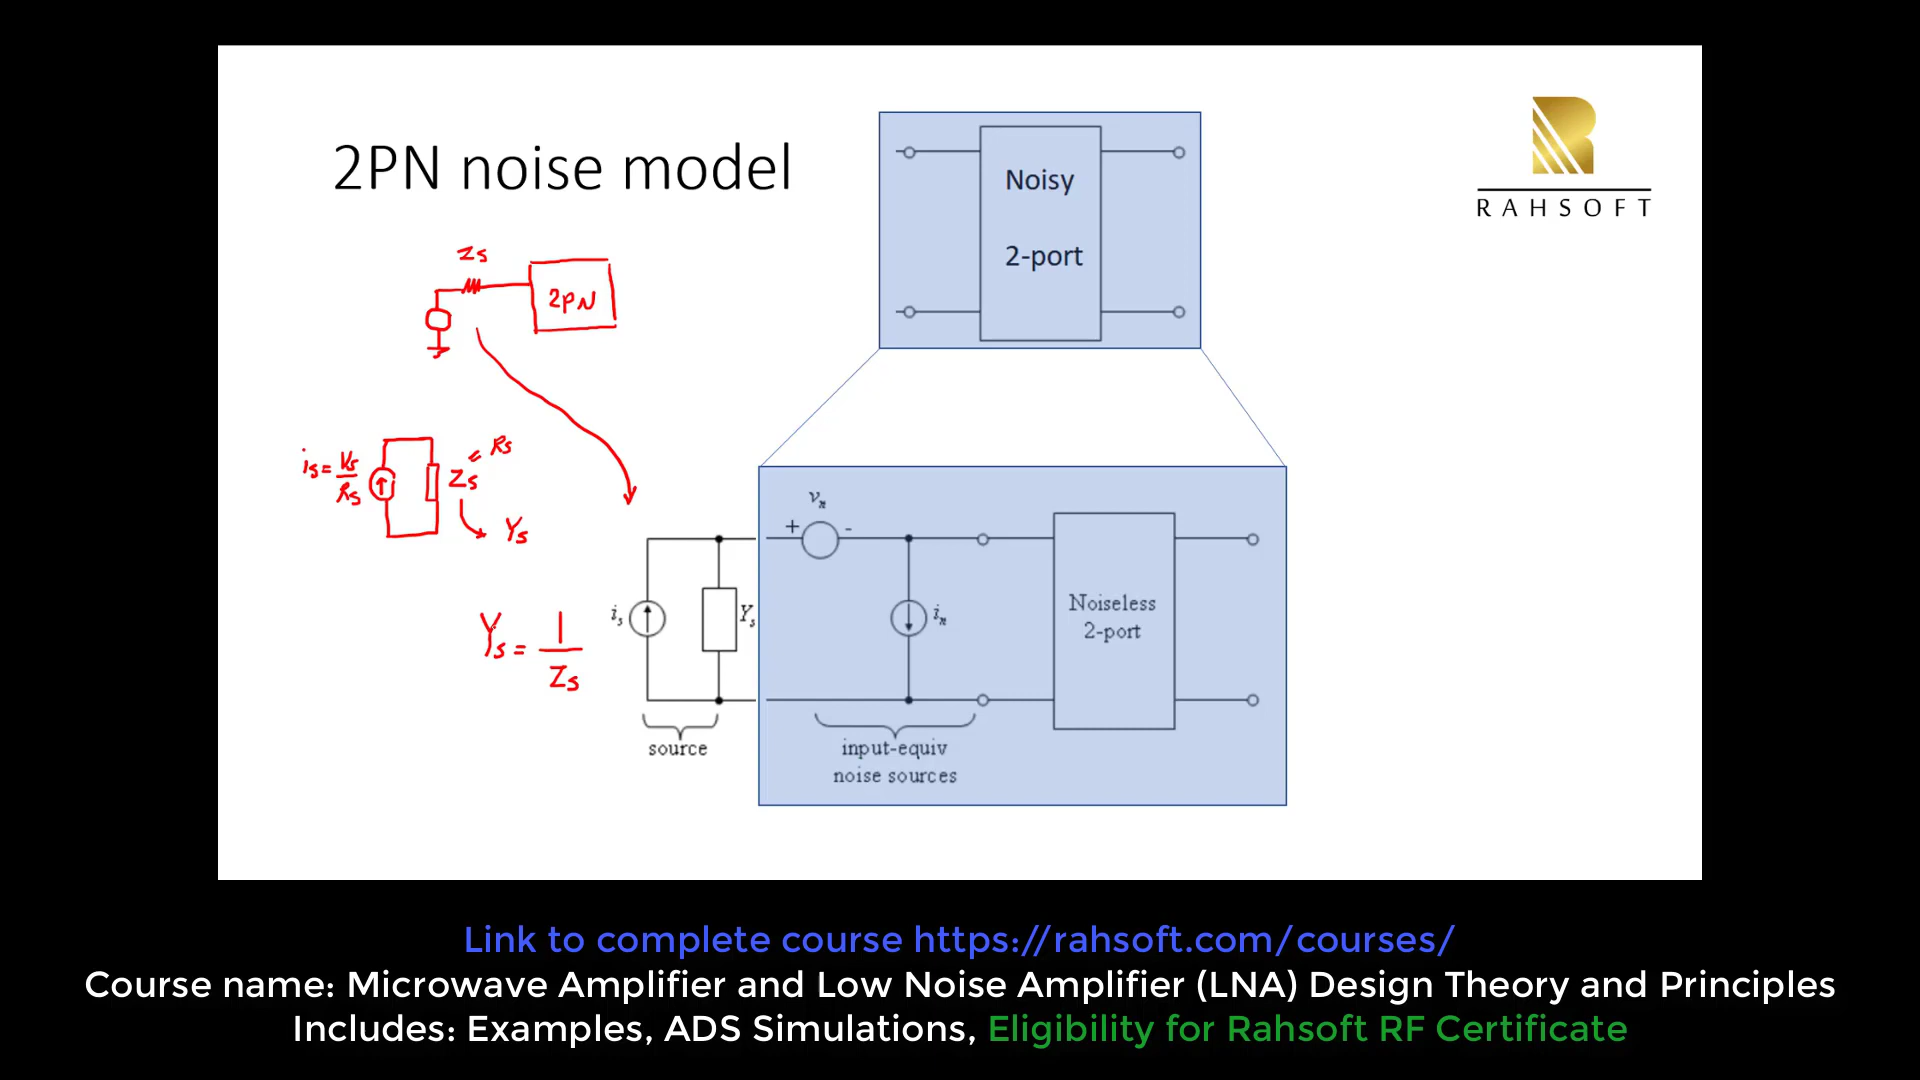 2PN noise model
Noisy
2-port
RAHSOFT
Zs
2PN
is = Vs / Rs
Zs = Rs
Ys
Ys = 1 / Zs
vn
+ -
is
Ys
in
Noiseless
2-port
source
input-equiv
noise sources
Link to complete course https://rahsoft.com/courses/
Course name: Microwave Amplifier and Low Noise Amplifier (LNA) Design Theory and Principles
Includes: Examples, ADS Simulations, Eligibility for Rahsoft RF Certificate